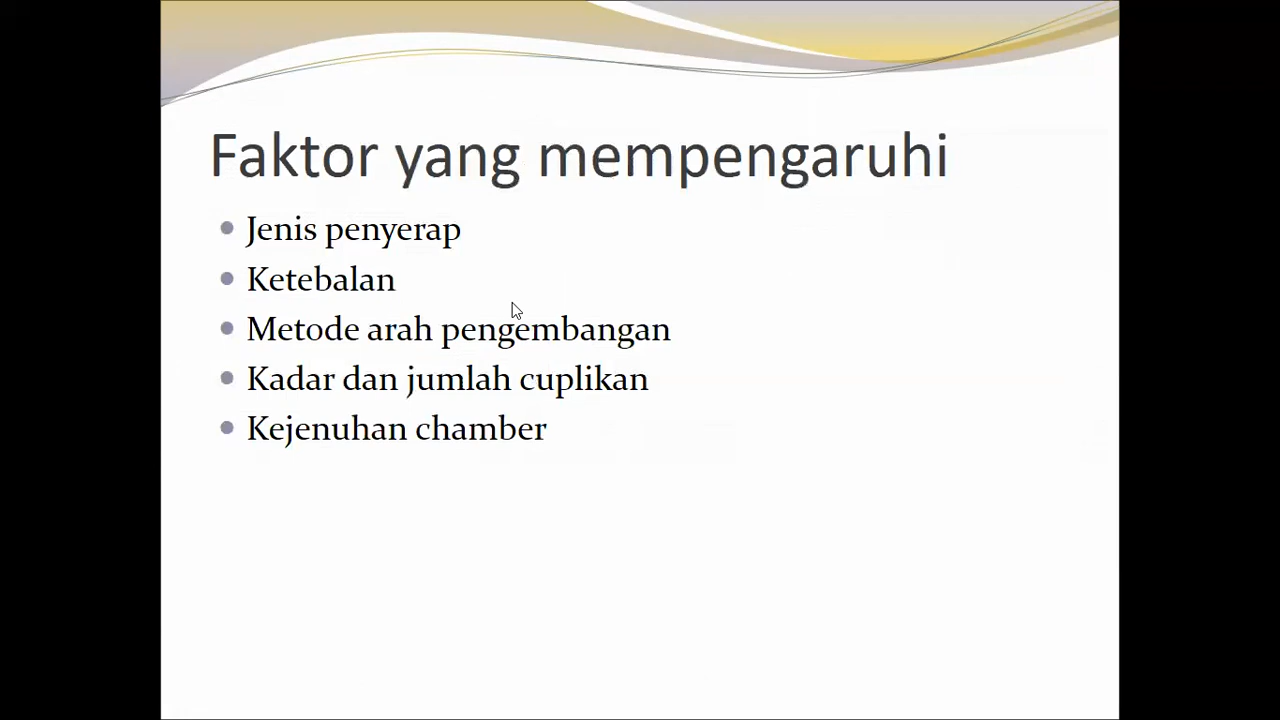 Faktor yang mempengaruhi
Jenis penyerap
Ketebalan
Metode arah pengembangan
Kadar dan jumlah cuplikan
Kejenuhan chamber